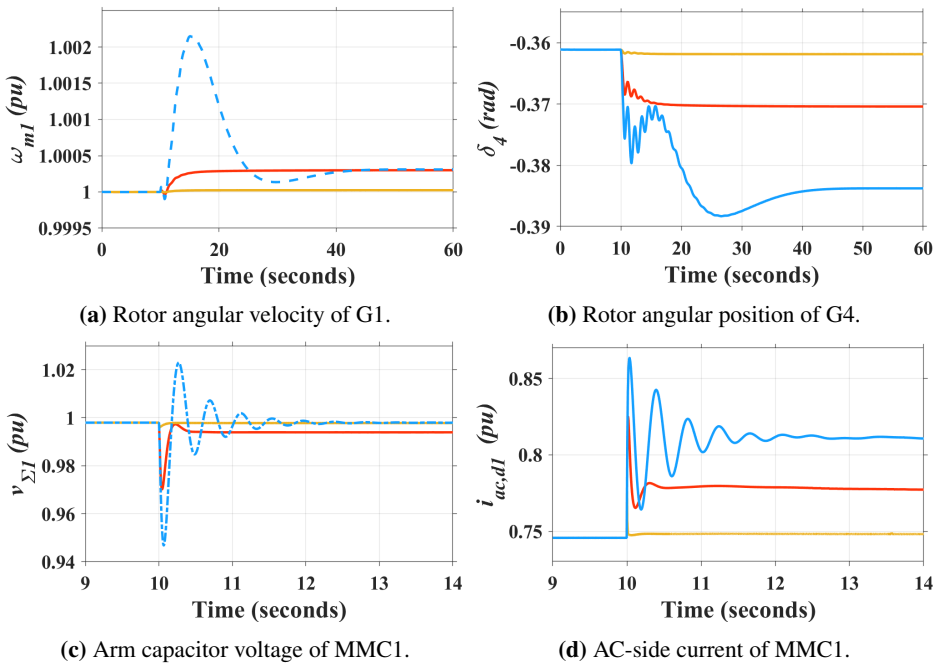 1.002
1.0015
1.001
1.0005
1
0.9995
ω_m1 (pu)
0 20 40 60
Time (seconds)
(a) Rotor angular velocity of G1.
-0.36
-0.37
-0.38
-0.39
δ_4 (rad)
0 10 20 30 40 50 60
Time (seconds)
(b) Rotor angular position of G4.
1.02
1
0.98
0.96
0.94
v_Σ1 (pu)
9 10 11 12 13 14
Time (seconds)
(c) Arm capacitor voltage of MMC1.
0.85
0.8
0.75
i_ac,d1 (pu)
9 10 11 12 13 14
Time (seconds)
(d) AC-side current of MMC1.